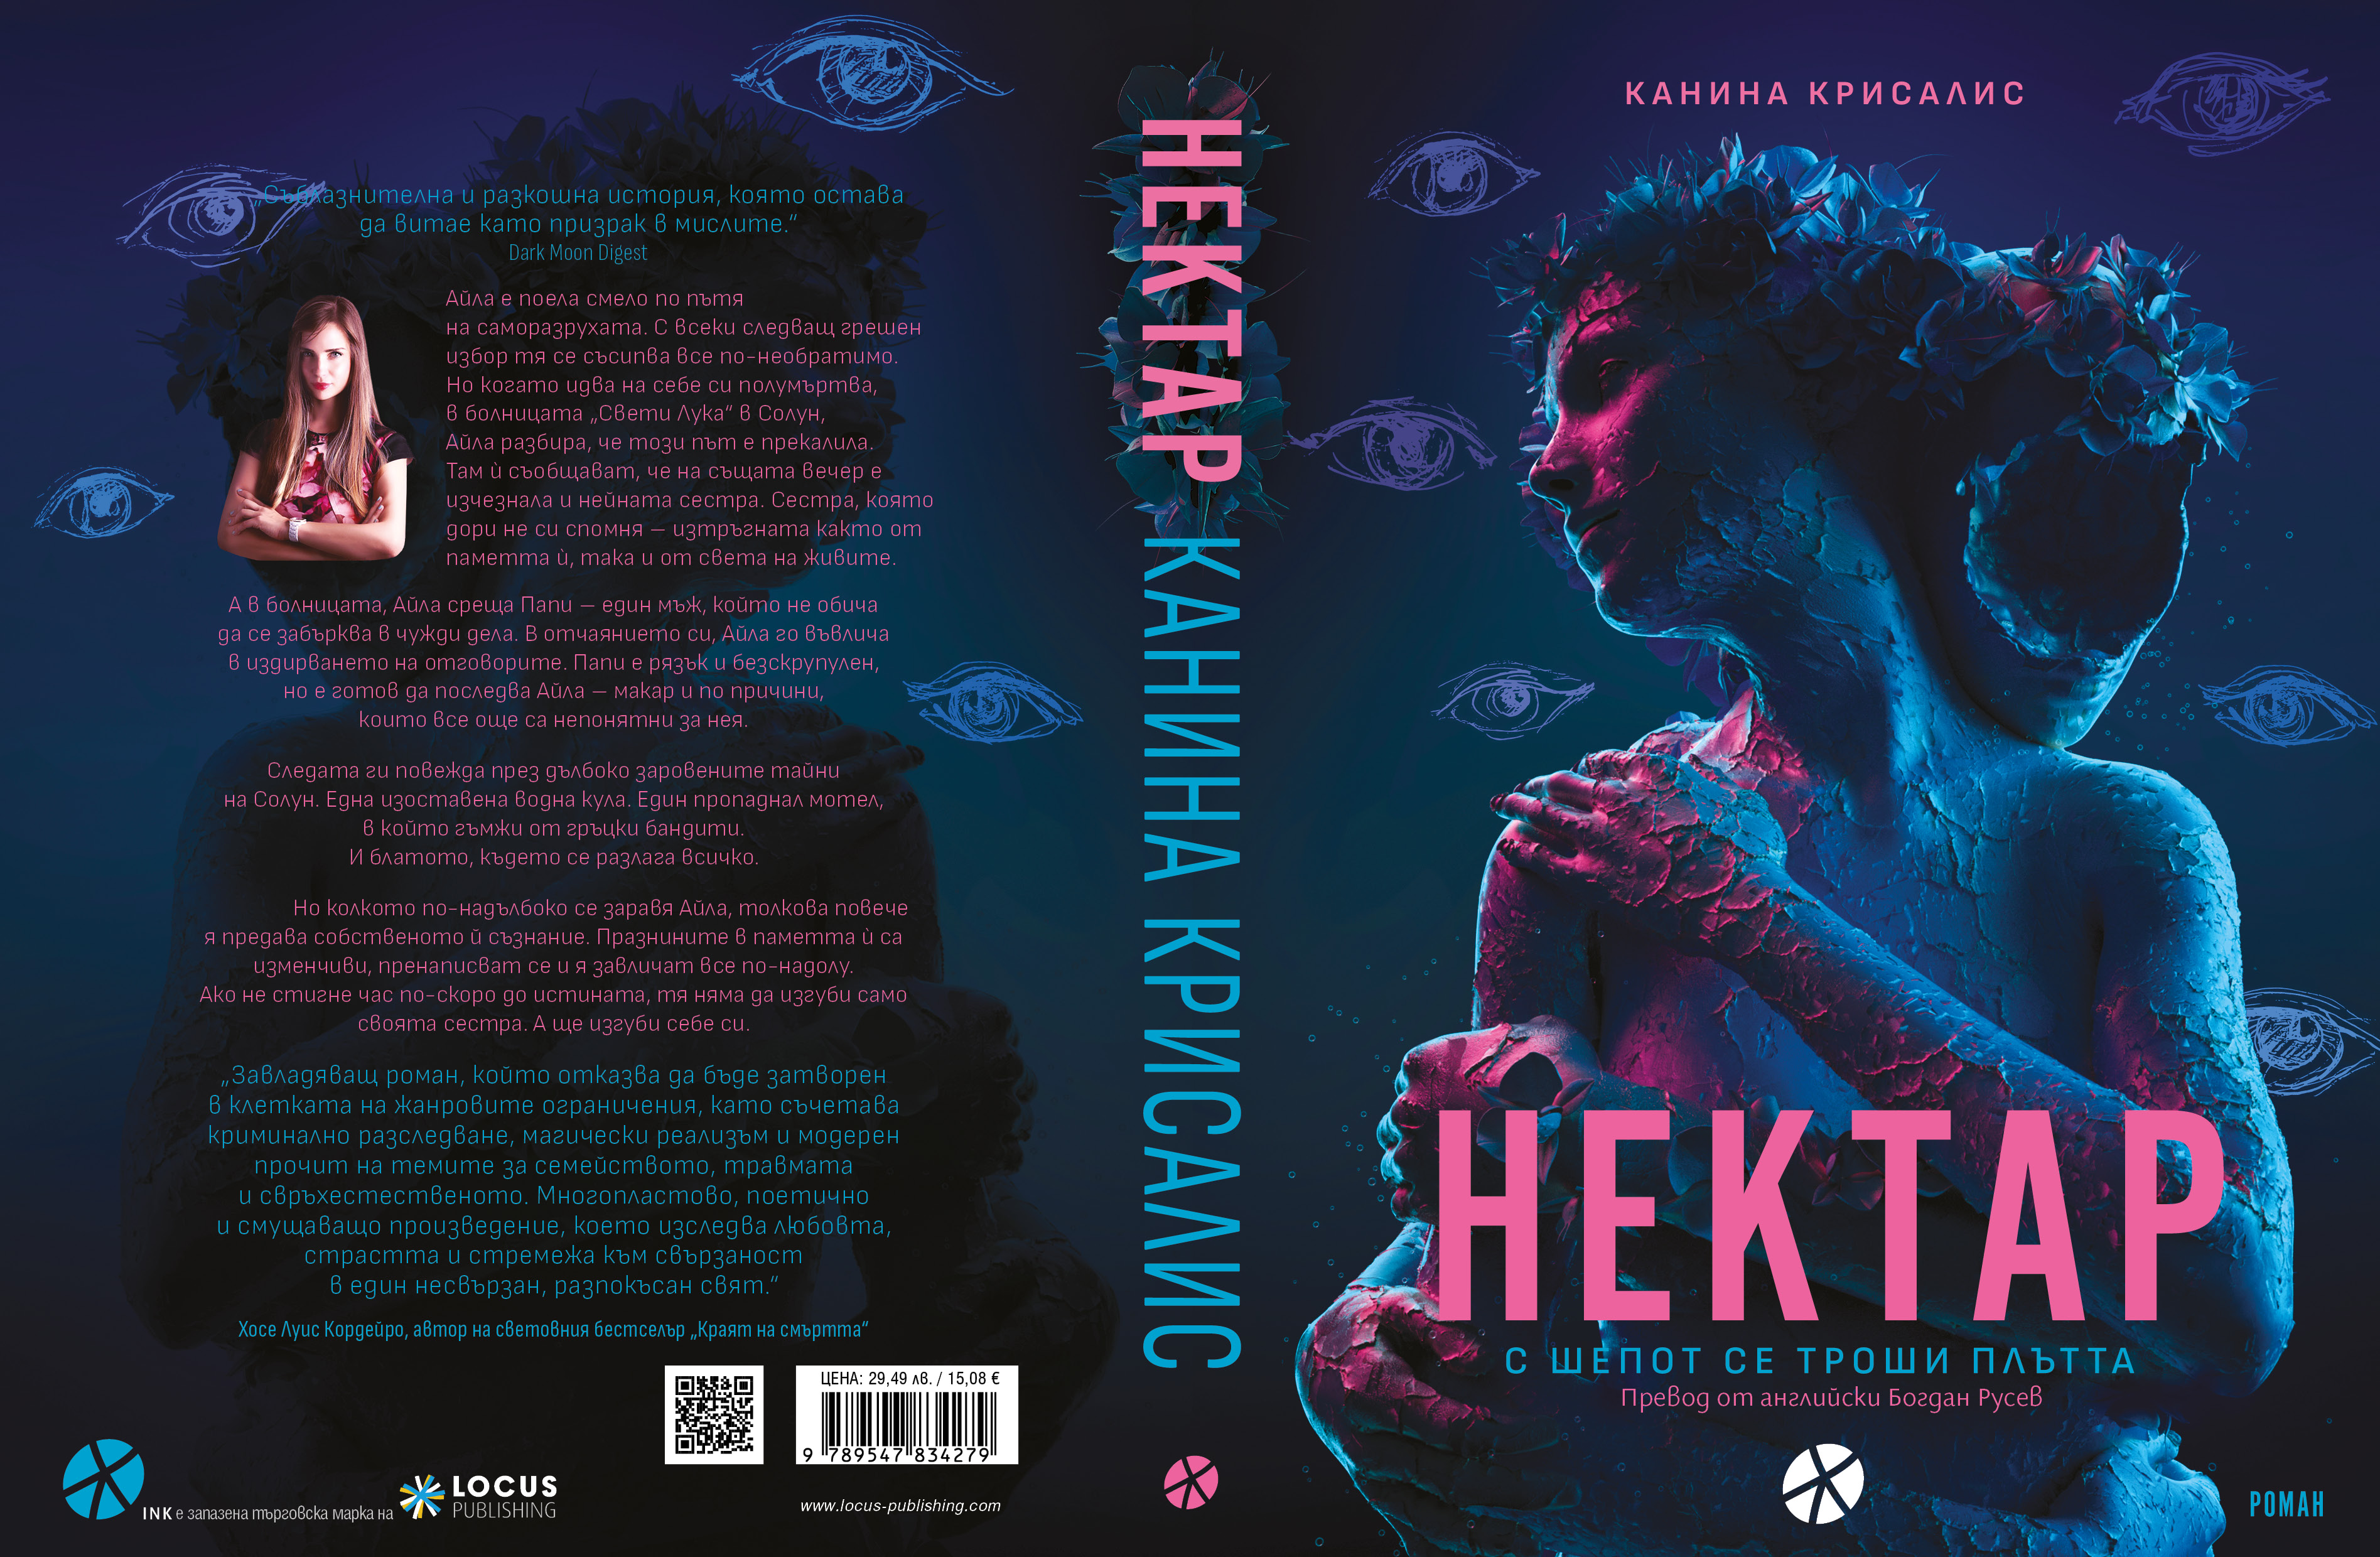 „Съблазнителна и разкошна история, която остава
да витае като призрак в мислите.“
Dark Moon Digest
Айла е поела смело по пътя
на саморазрухата. С всеки следващ грешен
избор тя се съсипва все по-необратимо.
Но когато идва на себе си полумъртва,
в болницата „Свети Лука“ в Солун,
Айла разбира, че този път е прекалила.
Там ѝ съобщават, че на същата вечер е
изчезнала и нейната сестра. Сестра, която
дори не си спомня – изтръгната както от
паметта ѝ, така и от света на живите.
А в болницата, Айла среща Папи – един мъж, който не обича
да се забърква в чужди дела. В отчаянието си, Айла го въвлича
в издирването на отговорите. Папи е рязък и безскрупулен,
но е готов да последва Айла – макар и по причини,
които все още са непонятни за нея.
Следата ги повежда през дълбоко заровените тайни
на Солун. Една изоставена водна кула. Един пропаднал мотел,
в който гъмжи от гръцки бандити.
И блатото, където се разлага всичко.
Но колкото по-надълбоко се заравя Айла, толкова повече
я предава собственото й съзнание. Празнините в паметта ѝ са
изменчиви, пренаписват се и я завличат все по-надолу.
Ако не стигне час по-скоро до истината, тя няма да изгуби само
своята сестра. А ще изгуби себе си.
„Завладяващ роман, който отказва да бъде затворен
в клетката на жанровите ограничения, като съчетава
криминално разследване, магически реализъм и модерен
прочит на темите за семейството, травмата
и свръхестественото. Многопластово, поетично
и смущаващо произведение, което изследва любовта,
страстта и стремежа към свързаност
в един несвързан, разпокъсан свят.“
Хосе Луис Кордейро, автор на световния бестселър „Краят на смъртта“
ЦЕНА: 29,49 лв. / 15,08 €
9 789547 834279
INK е запазена търговска марка на
LOCUS
PUBLISHING
www.locus-publishing.com
НЕКТАР КАНИНА КРИСАЛИС
КАНИНА КРИСАЛИС
НЕКТАР
С ШЕПОТ СЕ ТРОШИ ПЛЪТТА
Превод от английски Богдан Русев
РОМАН